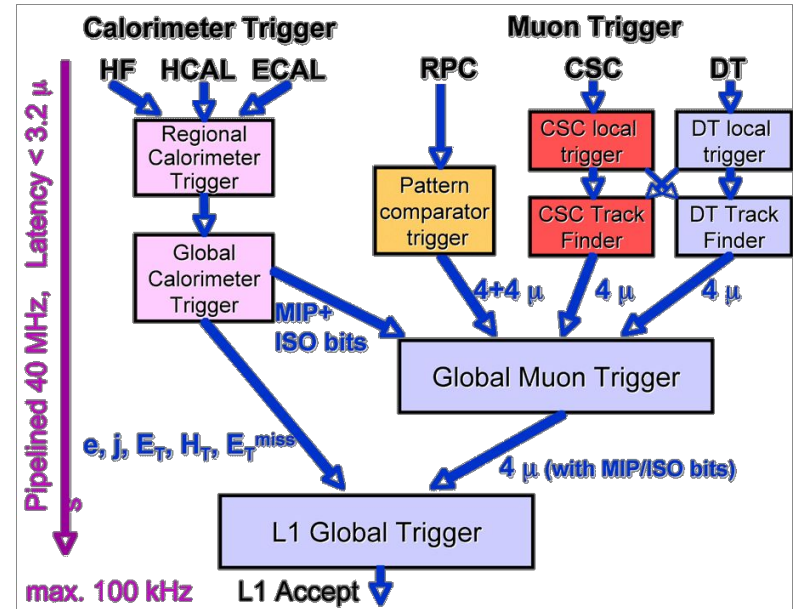 Calorimeter Trigger
Muon Trigger
HF HCAL ECAL
RPC
CSC
DT
Regional
Calorimeter
Trigger
CSC local
trigger
DT local
trigger
Pattern
comparator
trigger
CSC Track
Finder
DT Track
Finder
Global
Calorimeter
Trigger
MIP+
ISO bits
4+4 μ
4 μ
4 μ
Global Muon Trigger
e, j, E_T, H_T, E_T^miss
4 μ (with MIP/ISO bits)
L1 Global Trigger
Pipelined 40 MHz, Latency < 3.2 μ
s
max. 100 kHz
L1 Accept